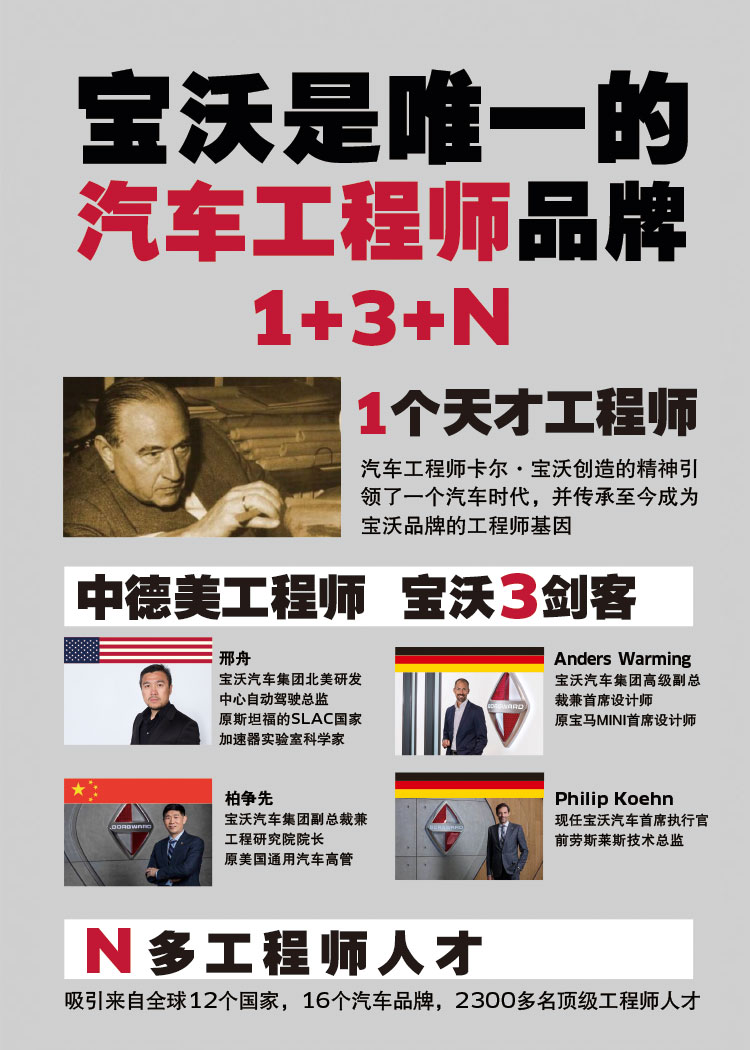 宝沃是唯一的
汽车工程师品牌
1+3+N
1个天才工程师
汽车工程师卡尔·宝沃创造的精神引
领了一个汽车时代，并传承至今成为
宝沃品牌的工程师基因
中德美工程师 宝沃3剑客
邢舟
宝沃汽车集团北美研发
中心自动驾驶总监
原斯坦福的SLAC国家
加速器实验室科学家
Anders Warming
宝沃汽车集团高级副总
裁兼首席设计师
原宝马MINI首席设计师
BORGWARD
柏争先
宝沃汽车集团副总裁兼
工程研究院院长
原美国通用汽车高管
BORGWARD
Philip Koehn
现任宝沃汽车首席执行官
前劳斯莱斯技术总监
N多工程师人才
吸引来自全球12个国家，16个汽车品牌，2300多名顶级工程师人才